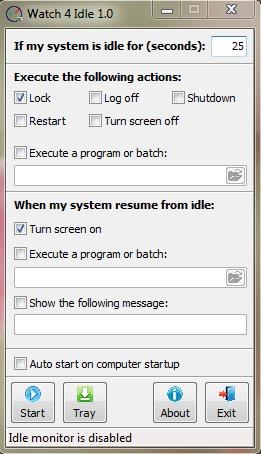 Watch 4 Idle 1.0
If my system is idle for (seconds): 25
Execute the following actions:
Lock Log off Shutdown
Restart Turn screen off
Execute a program or batch:
When my system resume from idle:
Turn screen on
Execute a program or batch:
Show the following message:
Auto start on computer startup
Start Tray About Exit
Idle monitor is disabled